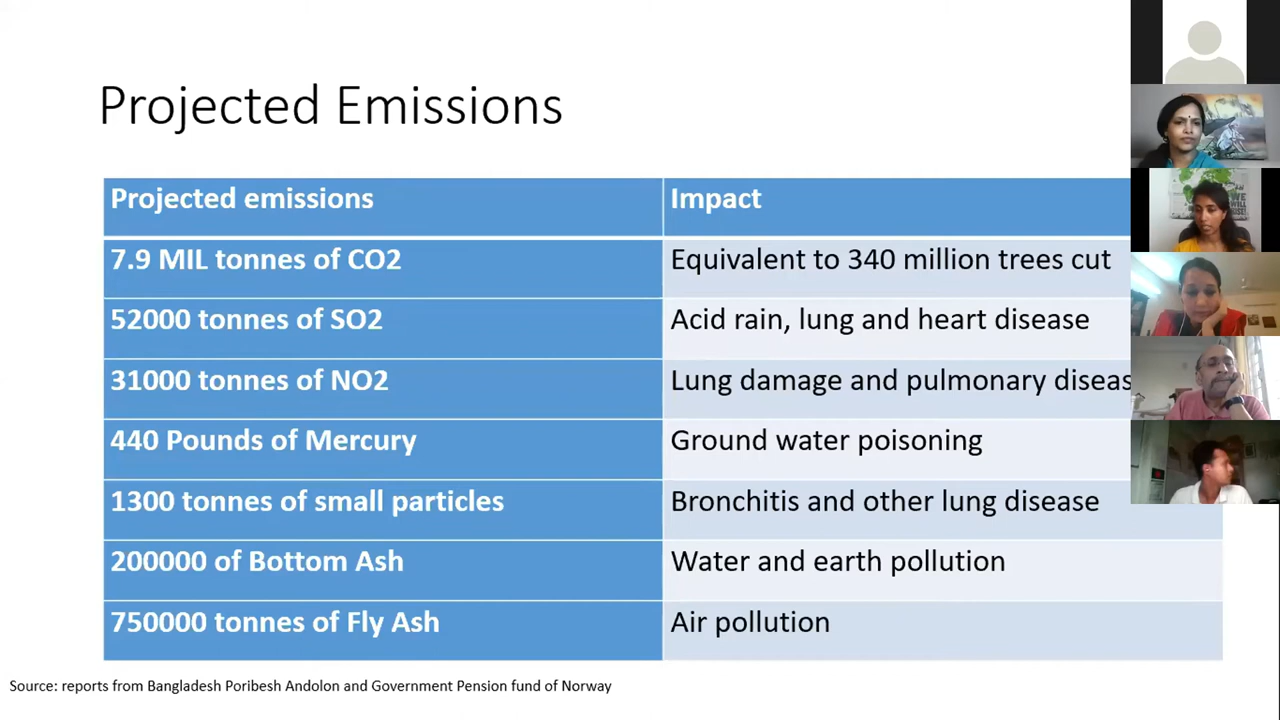 Projected Emissions
Projected emissions Impact
7.9 MIL tonnes of CO2 Equivalent to 340 million trees cut
52000 tonnes of SO2 Acid rain, lung and heart disease
31000 tonnes of NO2 Lung damage and pulmonary diseas
440 Pounds of Mercury Ground water poisoning
1300 tonnes of small particles Bronchitis and other lung disease
200000 of Bottom Ash Water and earth pollution
750000 tonnes of Fly Ash Air pollution
Source: reports from Bangladesh Poribesh Andolon and Government Pension fund of Norway